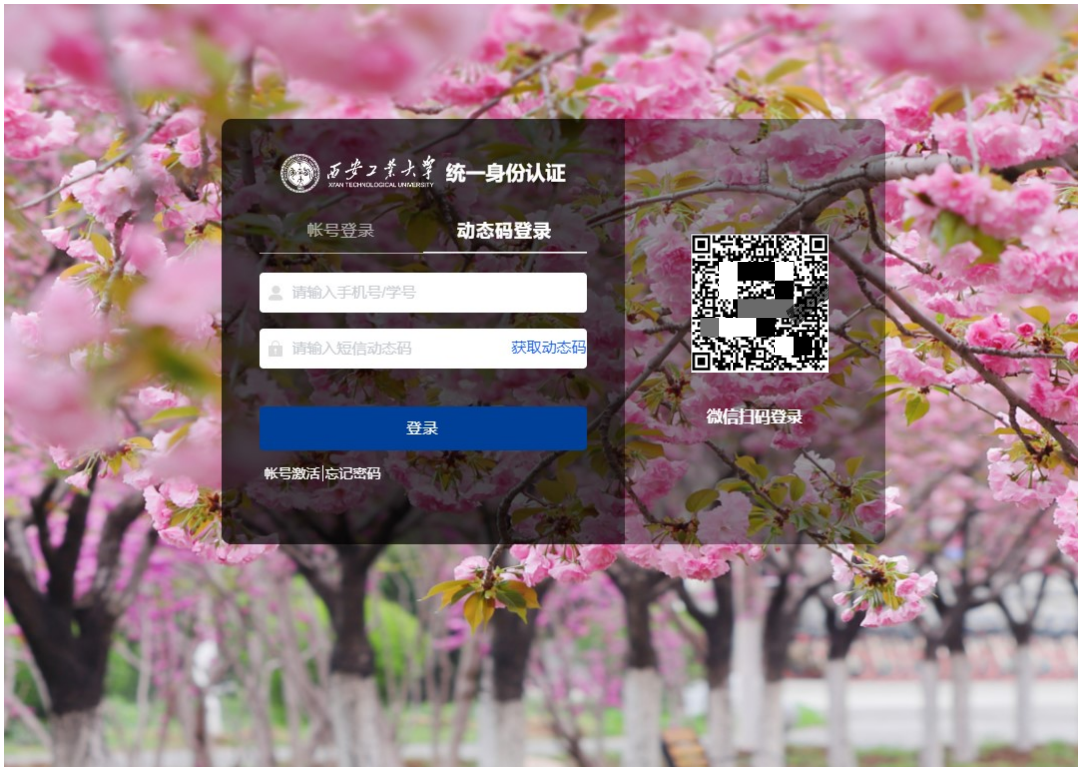 西安工业大学 统一身份认证
XI'AN TECHNOLOGICAL UNIVERSITY
帐号登录 动态码登录
请输入手机号/学号
请输入短信动态码 获取动态码
登录
帐号激活|忘记密码
微信扫码登录